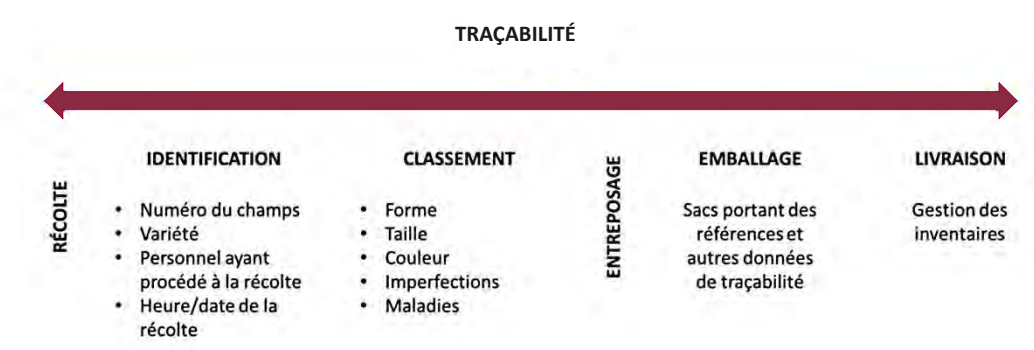 TRAÇABILITÉ
RÉCOLTE
IDENTIFICATION
• Numéro du champs
• Variété
• Personnel ayant
procédé à la récolte
• Heure/date de la
récolte
CLASSEMENT
• Forme
• Taille
• Couleur
• Imperfections
• Maladies
ENTREPOSAGE
EMBALLAGE
Sacs portant des
références et
autres données
de traçabilité
LIVRAISON
Gestion des
inventaires